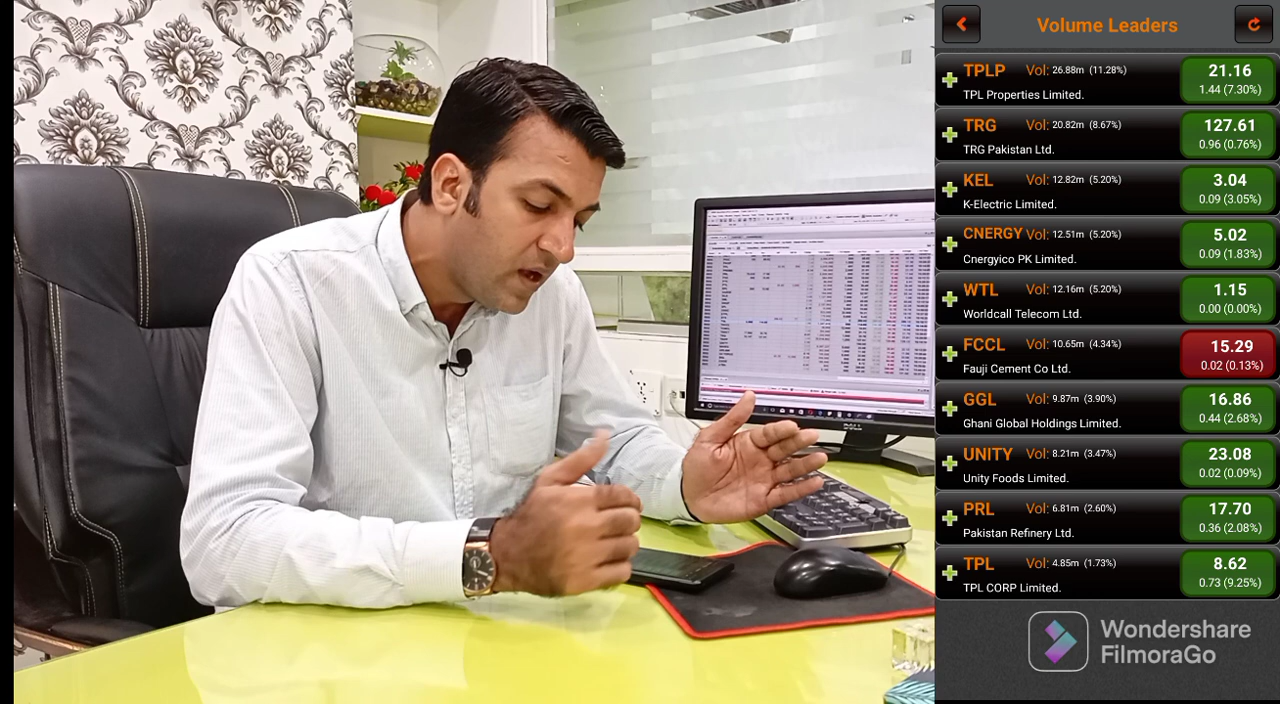 Volume Leaders
TPLP Vol: 26.88m (11.28%)
TPL Properties Limited.
21.16
1.44 (7.30%)
TRG Vol: 20.82m (8.67%)
TRG Pakistan Ltd.
127.61
0.96 (0.76%)
KEL Vol: 12.82m (5.20%)
K-Electric Limited.
3.04
0.09 (3.05%)
CNERGY Vol: 12.51m (5.20%)
Cnergyico PK Limited.
5.02
0.09 (1.83%)
WTL Vol: 12.16m (5.20%)
Worldcall Telecom Ltd.
1.15
0.00 (0.00%)
FCCL Vol: 10.65m (4.34%)
Fauji Cement Co Ltd.
15.29
0.02 (0.13%)
GGL Vol: 9.87m (3.90%)
Ghani Global Holdings Limited.
16.86
0.44 (2.68%)
UNITY Vol: 8.21m (3.47%)
Unity Foods Limited.
23.08
0.02 (0.09%)
PRL Vol: 6.81m (2.60%)
Pakistan Refinery Ltd.
17.70
0.36 (2.08%)
TPL Vol: 4.85m (1.73%)
TPL CORP Limited.
8.62
0.73 (9.25%)
Wondershare
FilmoraGo
DELL